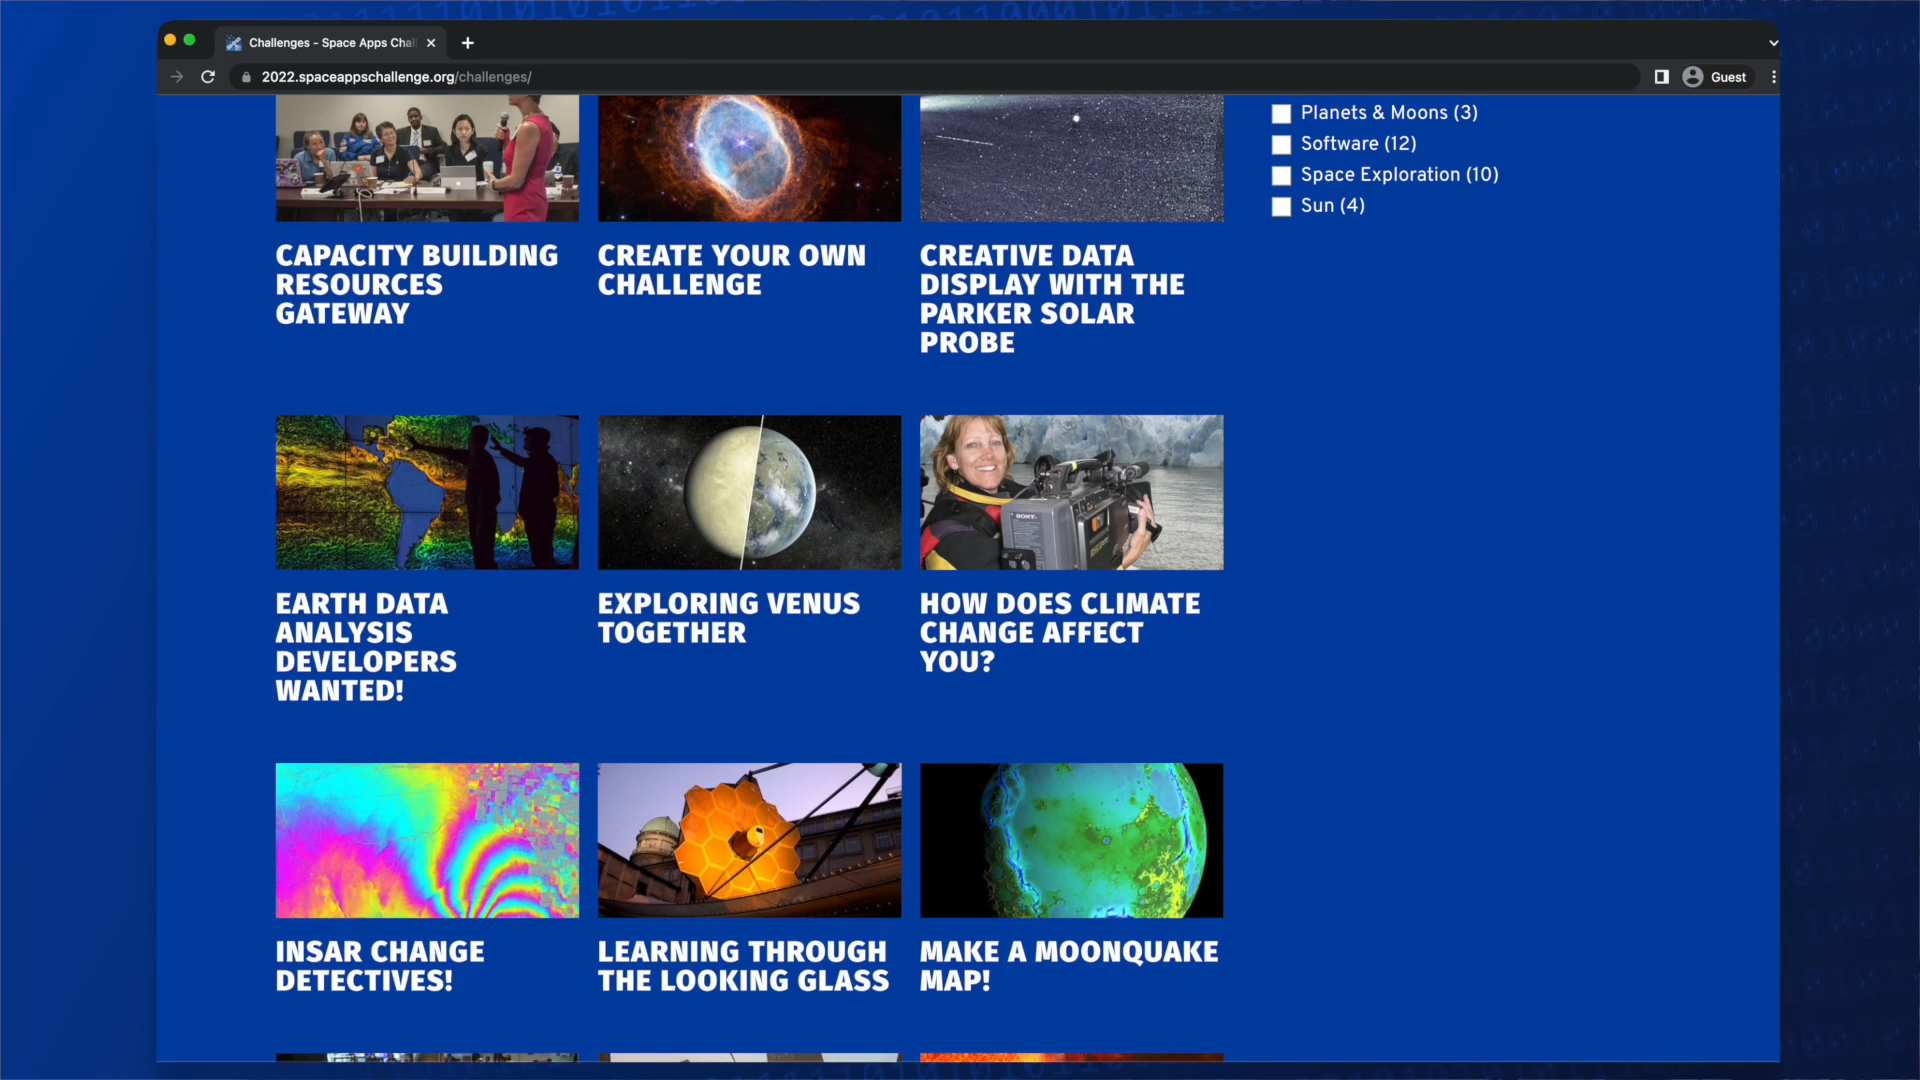 Challenges - Space Apps Chal
2022.spaceappschallenge.org/challenges/
Guest
Planets & Moons (3)
Software (12)
Space Exploration (10)
Sun (4)
CAPACITY BUILDING
RESOURCES
GATEWAY
CREATE YOUR OWN
CHALLENGE
CREATIVE DATA
DISPLAY WITH THE
PARKER SOLAR
PROBE
SONY
EARTH DATA
ANALYSIS
DEVELOPERS
WANTED!
EXPLORING VENUS
TOGETHER
HOW DOES CLIMATE
CHANGE AFFECT
YOU?
INSAR CHANGE
DETECTIVES!
LEARNING THROUGH
THE LOOKING GLASS
MAKE A MOONQUAKE
MAP!